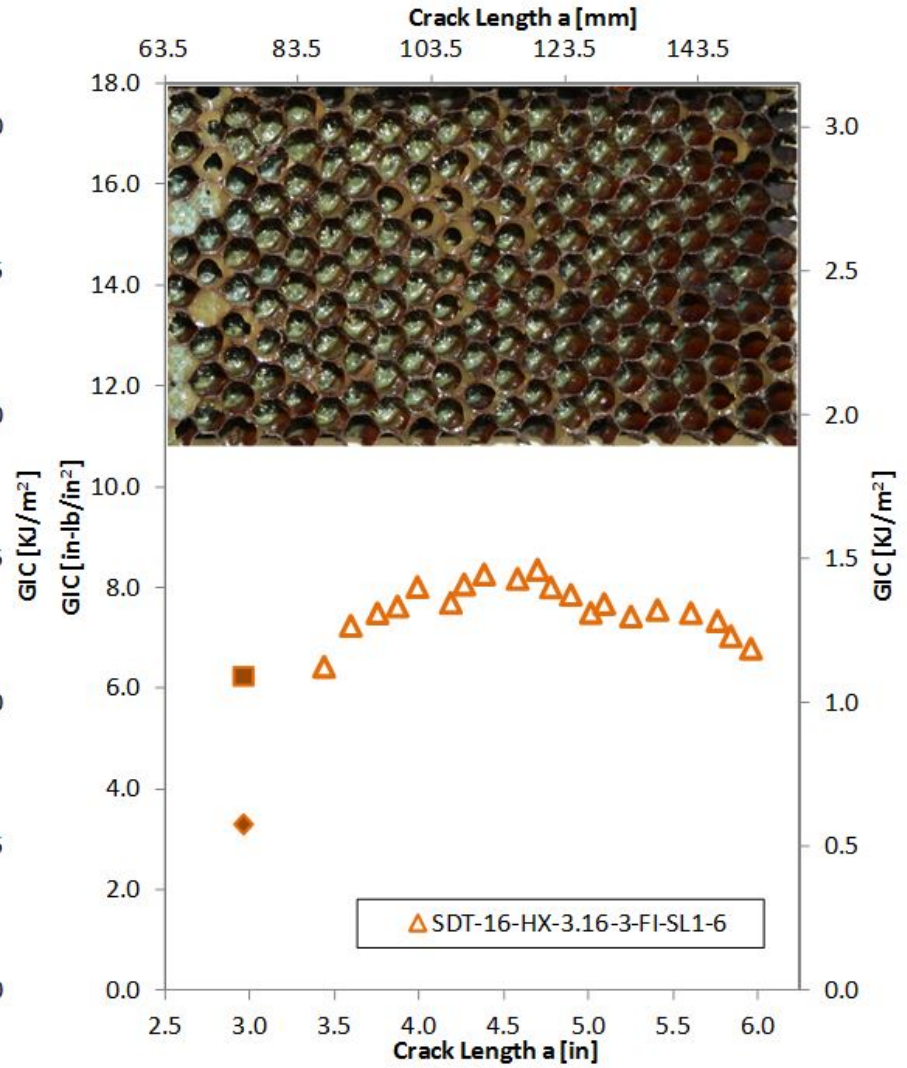 Crack Length a [mm]
63.5 83.5 103.5 123.5 143.5
18.0
16.0
14.0
12.0
10.0
8.0
6.0
4.0
2.0
0.0
3.0
2.5
2.0
1.5
1.0
0.5
0.0
GIC [KJ/m²]
GIC [in-lb/in²]
GIC [KJ/m²]
SDT-16-HX-3.16-3-FI-SL1-6
2.5 3.0 3.5 4.0 4.5 5.0 5.5 6.0
Crack Length a [in]